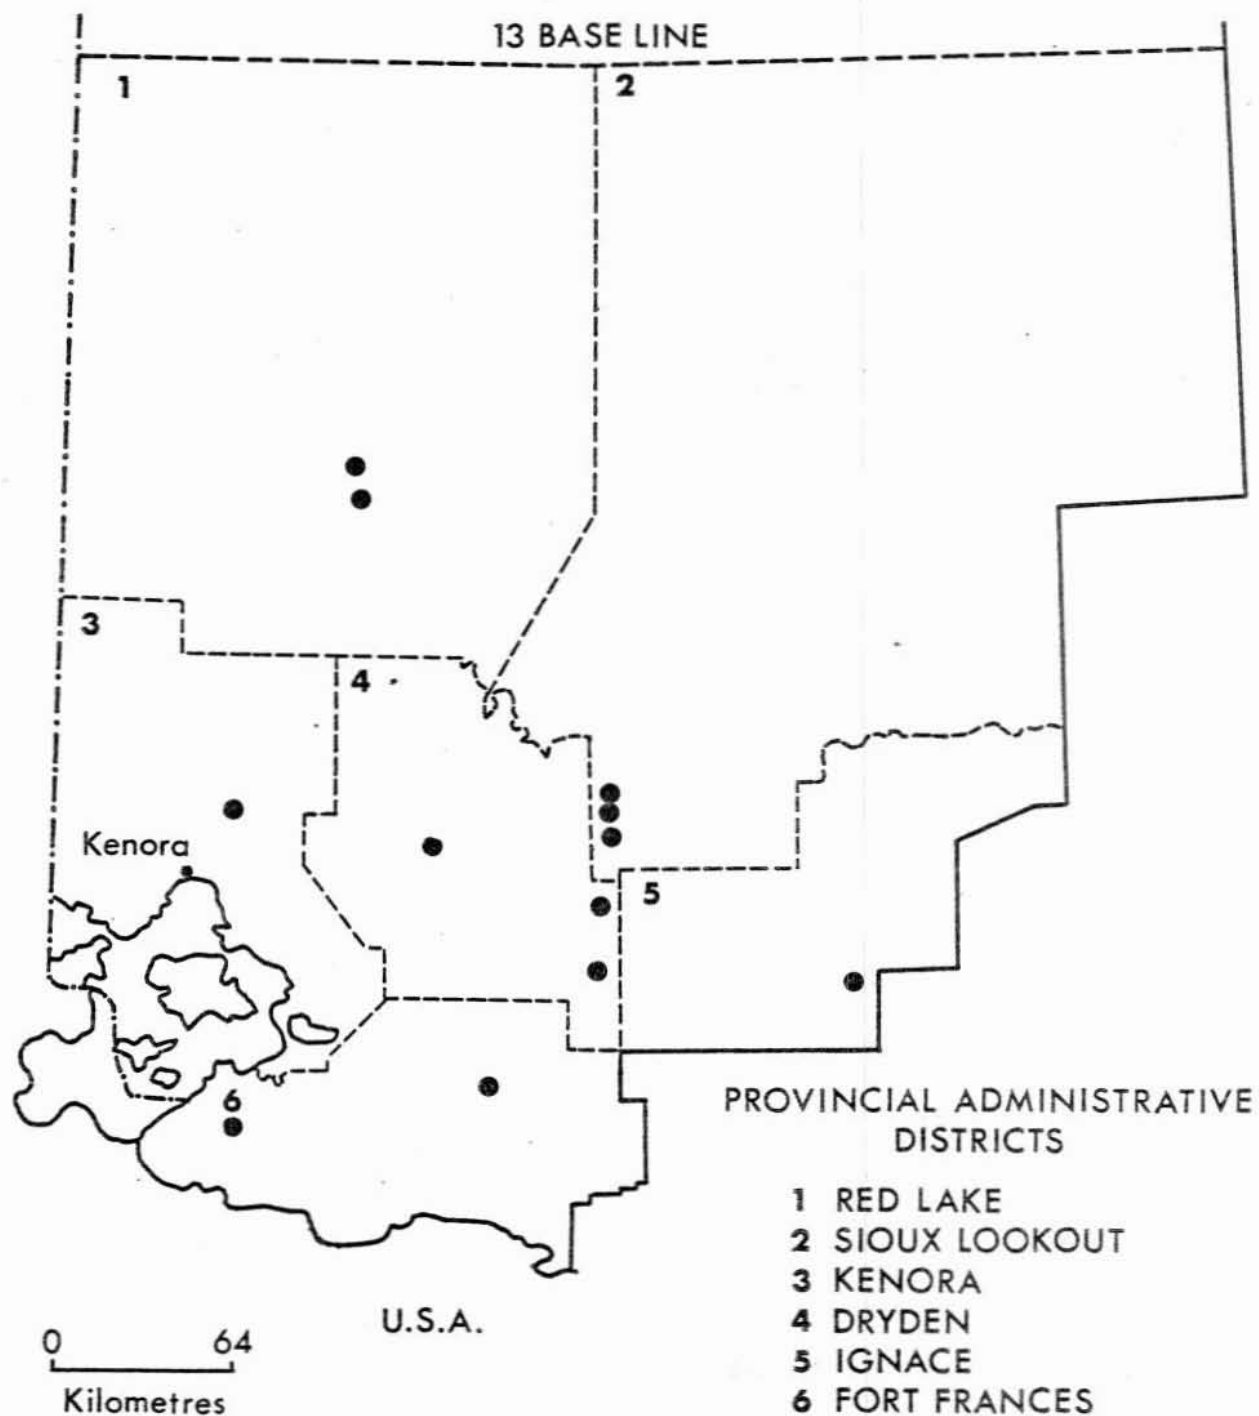 13 BASE LINE
1
2
3
4
Kenora
5
6
PROVINCIAL ADMINISTRATIVE
DISTRICTS
1 RED LAKE
2 SIOUX LOOKOUT
3 KENORA
4 DRYDEN
5 IGNACE
6 FORT FRANCES
U.S.A.
0 64
Kilometres